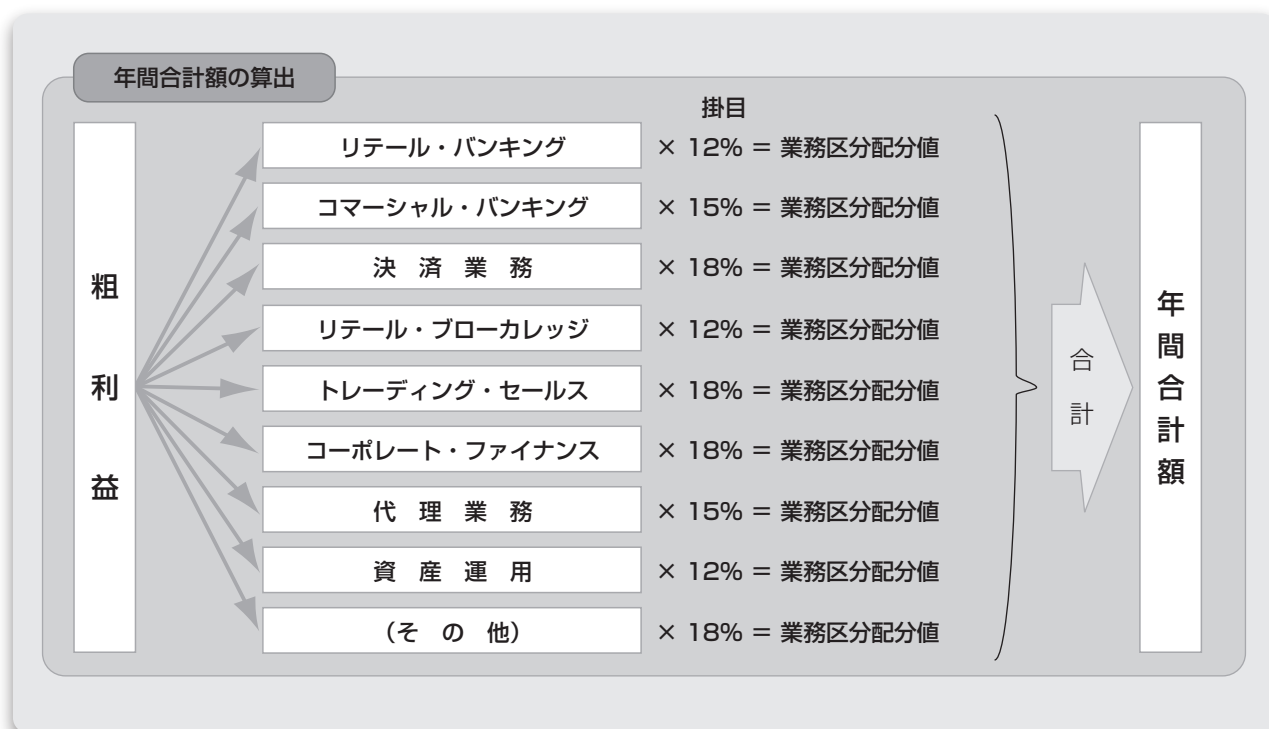 年間合計額の算出
掛目
粗利益
リテール・バンキング × 12% = 業務区分配分値
コマーシャル・バンキング × 15% = 業務区分配分値
決済業務 × 18% = 業務区分配分値
リテール・ブローカレッジ × 12% = 業務区分配分値
トレーディング・セールス × 18% = 業務区分配分値
コーポレート・ファイナンス × 18% = 業務区分配分値
代理業務 × 15% = 業務区分配分値
資産運用 × 12% = 業務区分配分値
(その他) × 18% = 業務区分配分値
合計
年間合計額